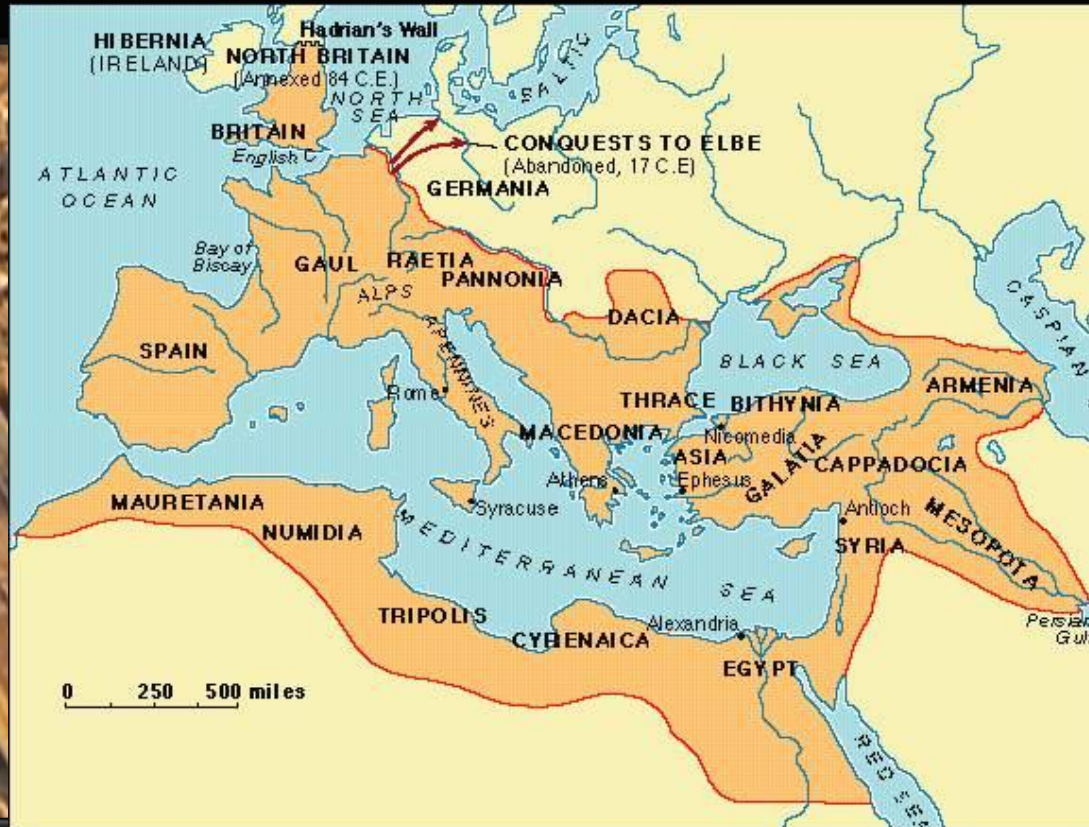 Hadrian's Wall
HIBERNIA
(IRELAND)
NORTH BRITAIN
(Annexed 84 C.E.)
NORTH
SEA
BALTIC
BRITAIN
English C
CONQUESTS TO ELBE
(Abandoned, 17 C.E)
ATLANTIC
OCEAN
GERMANIA
Bay of
Biscay
GAUL
RAETIA
PANNONIA
ALPS
CASPIAN
DACIA
APENNINES
SPAIN
BLACK SEA
ARMENIA
Rome
THRACE
BITHYNIA
MACEDONIA
Nicomedia
ASIA
GALATIA
CAPPADOCIA
Athens
Ephesus
MAURETANIA
Syracuse
Antioch
MESOPOTA
NUMIDIA
MEDITERRANEAN
SEA
SYRIA
TRIPOLIS
Alexandria
CYRENAICA
Persian
Gulf
EGYPT
0 250 500 miles
RED SEA